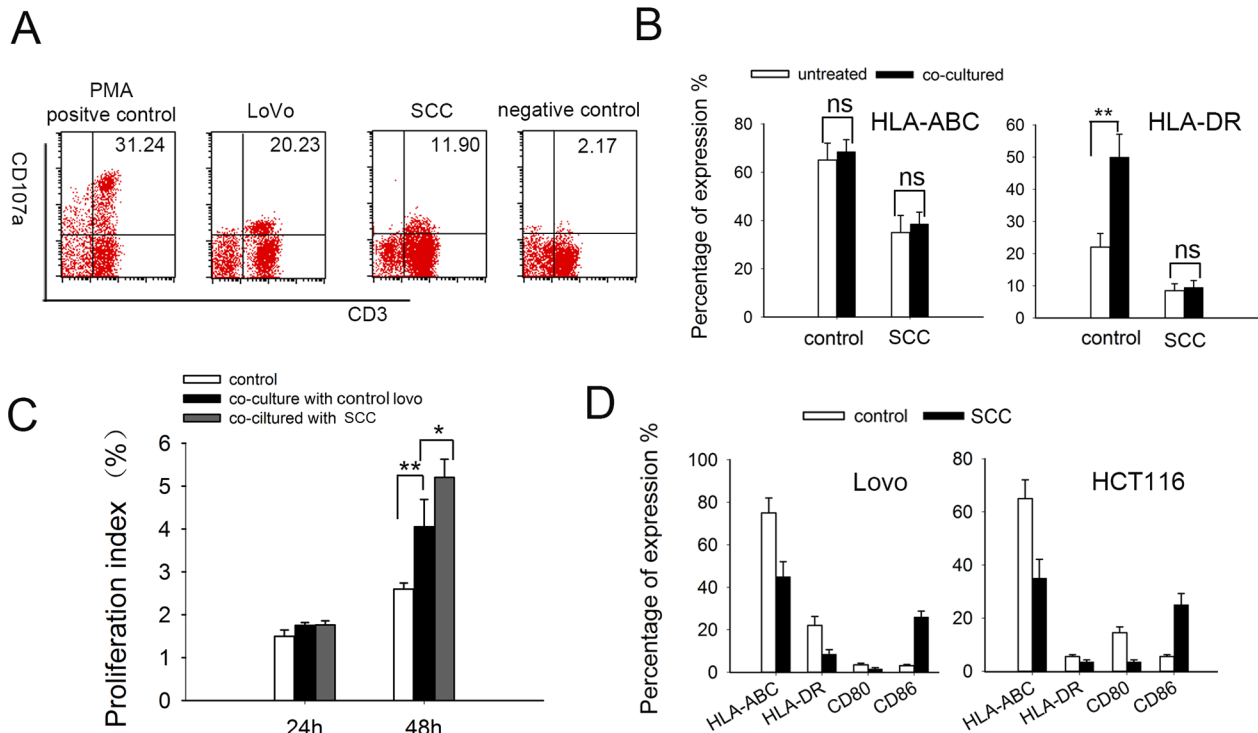 A
PMA
positve control
LoVo
SCC
negative control
31.24
20.23
11.90
2.17
CD107a
CD3
B
untreated
co-cultured
Percentage of expression %
80
60
40
20
0
ns
HLA-ABC
ns
control
SCC
60
50
40
30
20
10
0
**
HLA-DR
ns
control
SCC
C
control
co-culture with control lovo
co-ciltured with SCC
Proliferation index (%)
6
5
4
3
2
1
0
**
*
24h
48h
D
control
SCC
Percentage of expression %
100
80
60
40
20
0
Lovo
HLA-ABC
HLA-DR
CD80
CD86
80
60
40
20
0
HCT116
HLA-ABC
HLA-DR
CD80
CD86